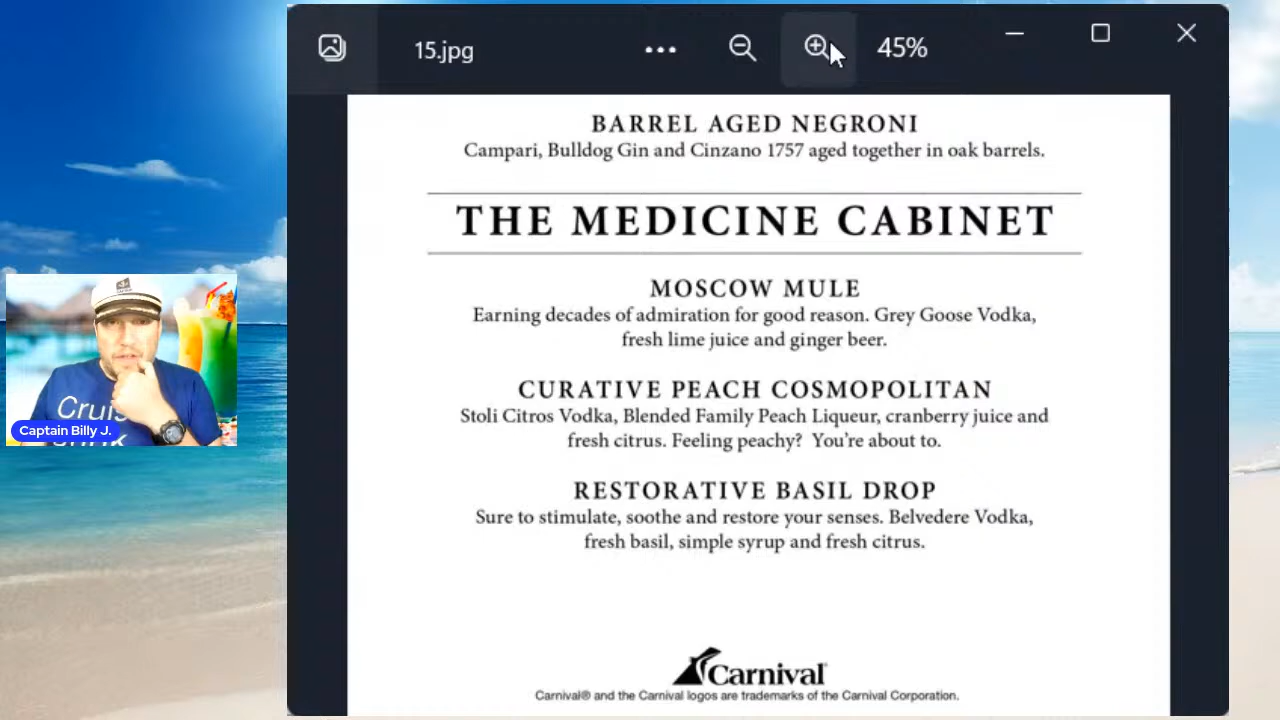 15.jpg
45%
BARREL AGED NEGRONI
Campari, Bulldog Gin and Cinzano 1757 aged together in oak barrels.
THE MEDICINE CABINET
MOSCOW MULE
Earning decades of admiration for good reason. Grey Goose Vodka,
fresh lime juice and ginger beer.
CURATIVE PEACH COSMOPOLITAN
Stoli Citros Vodka, Blended Family Peach Liqueur, cranberry juice and
fresh citrus. Feeling peachy? You're about to.
RESTORATIVE BASIL DROP
Sure to stimulate, soothe and restore your senses. Belvedere Vodka,
fresh basil, simple syrup and fresh citrus.
Carnival
Carnival® and the Carnival logos are trademarks of the Carnival Corporation.
Captain Billy J.